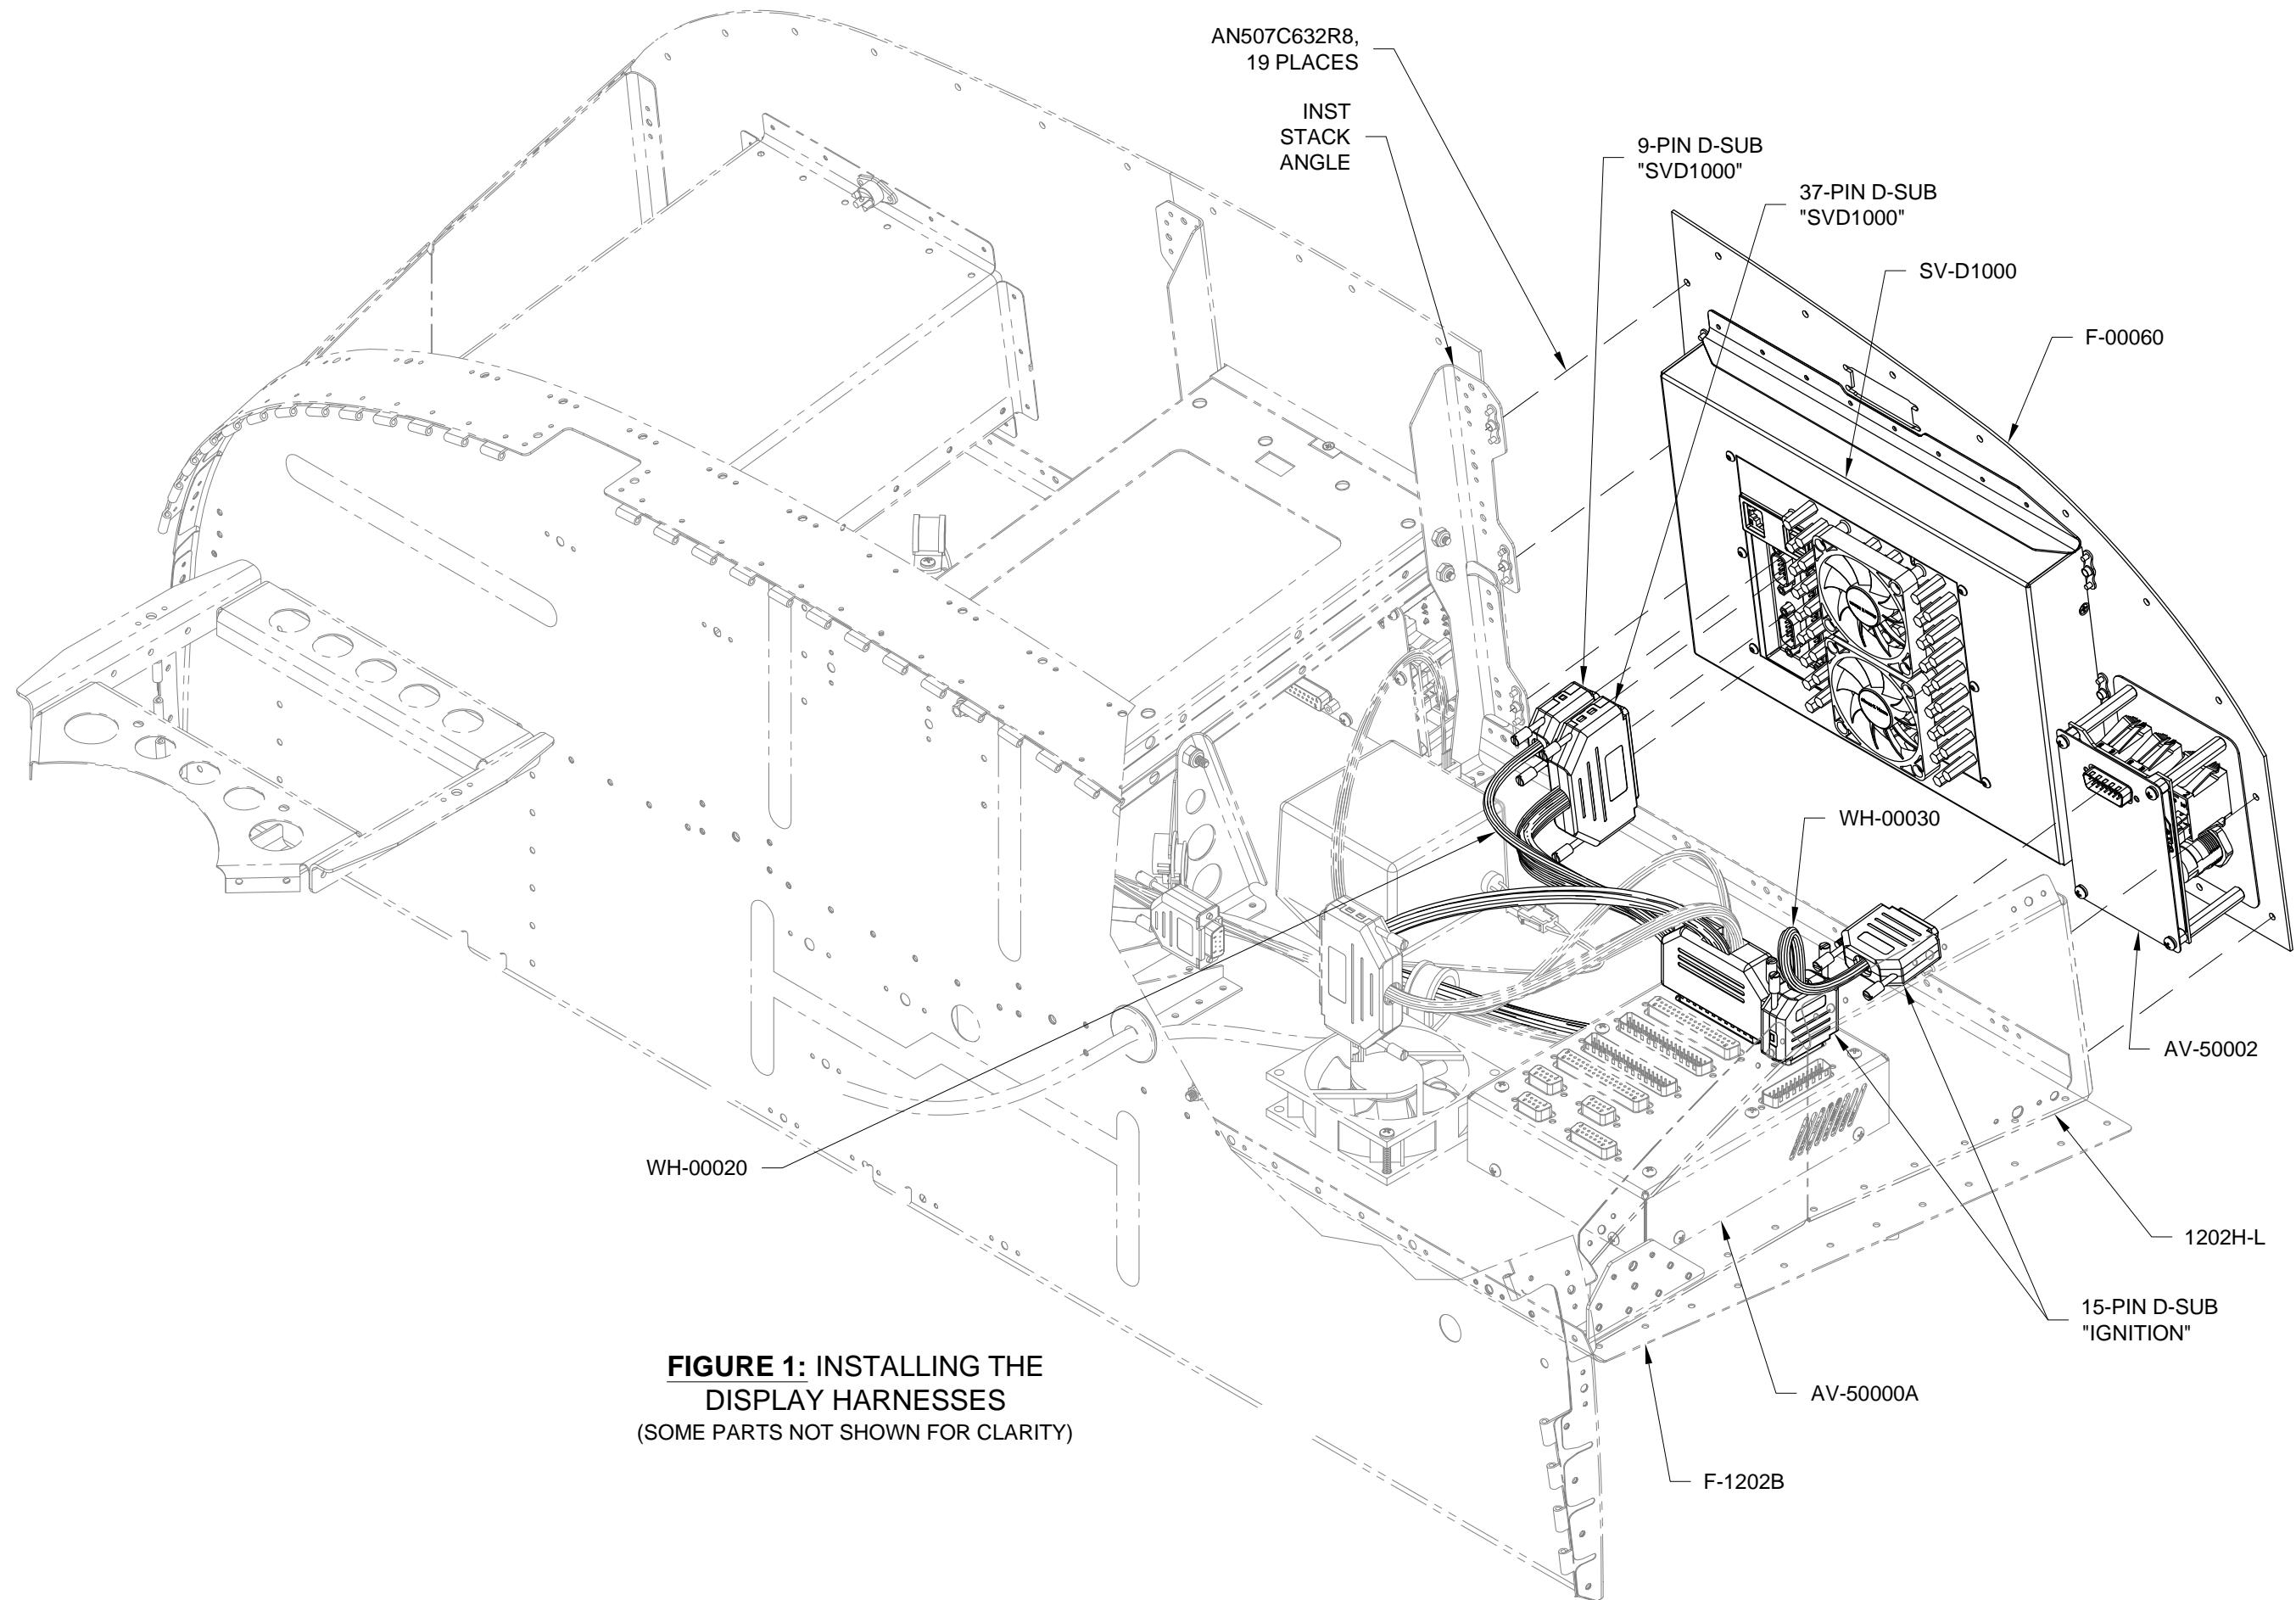 AN507C632R8,
19 PLACES
INST
STACK
ANGLE
9-PIN D-SUB
"SVD1000"
37-PIN D-SUB
"SVD1000"
SV-D1000
F-00060
WH-00030
AV-50002
WH-00020
1202H-L
15-PIN D-SUB
"IGNITION"
AV-50000A
F-1202B
FIGURE 1: INSTALLING THE
DISPLAY HARNESSES
(SOME PARTS NOT SHOWN FOR CLARITY)